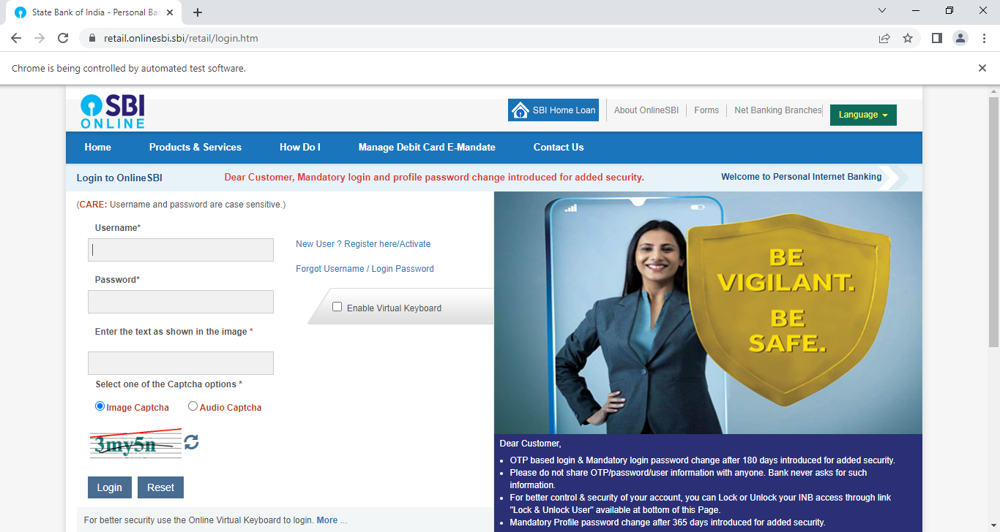 State Bank of India - Personal Ba
retail.onlinesbi.sbi/retail/login.htm
Chrome is being controlled by automated test software.
SBI
ONLINE
SBI Home Loan
About OnlineSBI
Forms
Net Banking Branches
Language
Home
Products & Services
How Do I
Manage Debit Card E-Mandate
Contact Us
Login to OnlineSBI
Dear Customer, Mandatory login and profile password change introduced for added security.
Welcome to Personal Internet Banking
(CARE: Username and password are case sensitive.)
Username*
New User ? Register here/Activate
Forgot Username / Login Password
Password*
Enable Virtual Keyboard
Enter the text as shown in the image *
Select one of the Captcha options *
Image Captcha
Audio Captcha
3my5n
Login
Reset
For better security use the Online Virtual Keyboard to login. More ...
BE
VIGILANT.
BE
SAFE.
Dear Customer,
OTP based login & Mandatory login password change after 180 days introduced for added security.
Please do not share OTP/password/user information with anyone. Bank never asks for such
information.
For better control & security of your account, you can Lock or Unlock your INB access through link
"Lock & Unlock User" available at bottom of this Page.
Mandatory Profile password change after 365 days introduced for added security.